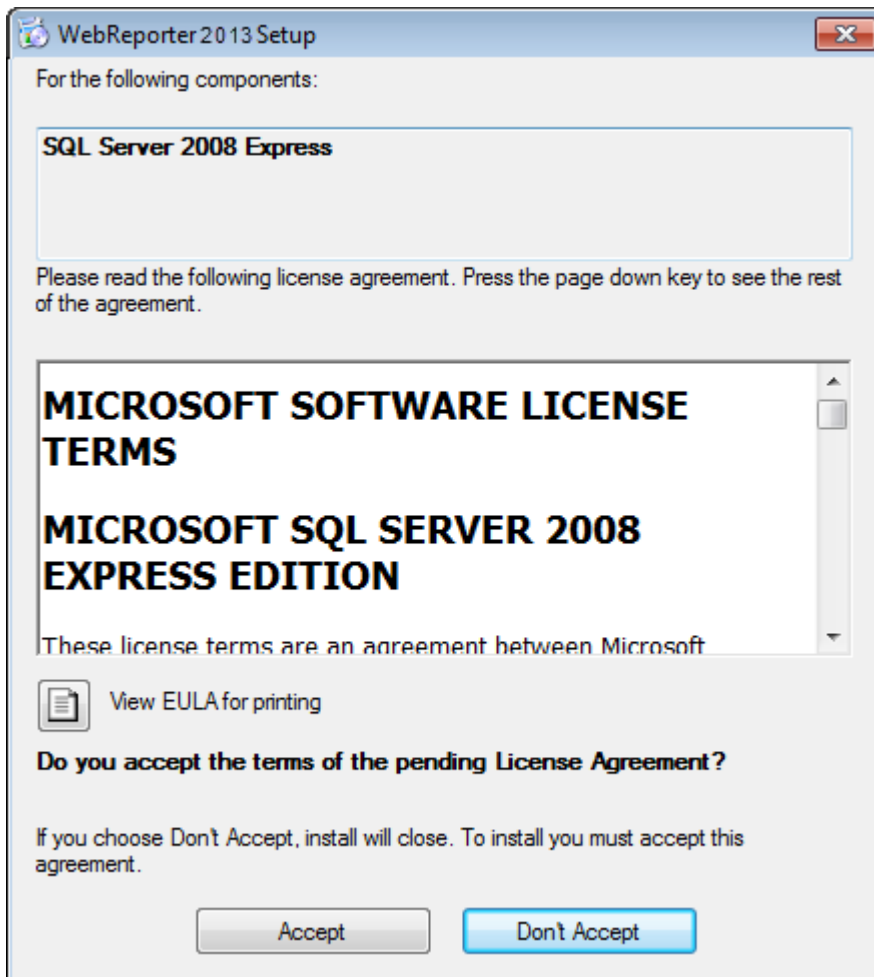 WebReporter 2013 Setup
For the following components:
SQL Server 2008 Express
Please read the following license agreement. Press the page down key to see the rest
of the agreement.
MICROSOFT SOFTWARE LICENSE
TERMS
MICROSOFT SQL SERVER 2008
EXPRESS EDITION
These license terms are an agreement between Microsoft
View EULA for printing
Do you accept the terms of the pending License Agreement?
If you choose Don't Accept, install will close. To install you must accept this
agreement.
Accept
Don't Accept